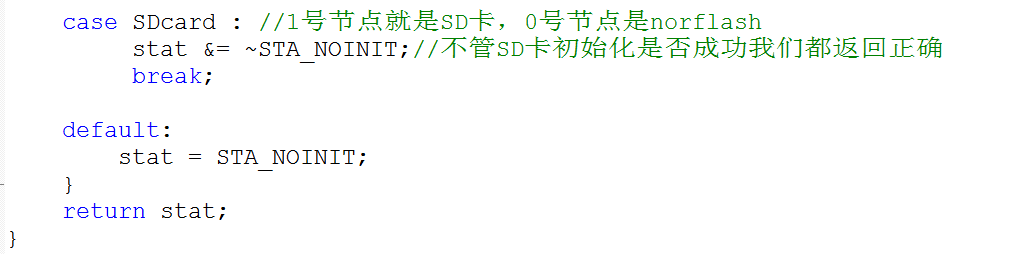 case SDcard : //1号节点就是SD卡，0号节点是norflash
stat &= ~STA_NOINIT;//不管SD卡初始化是否成功我们都返回正确
break;
default:
stat = STA_NOINIT;
}
return stat;
}